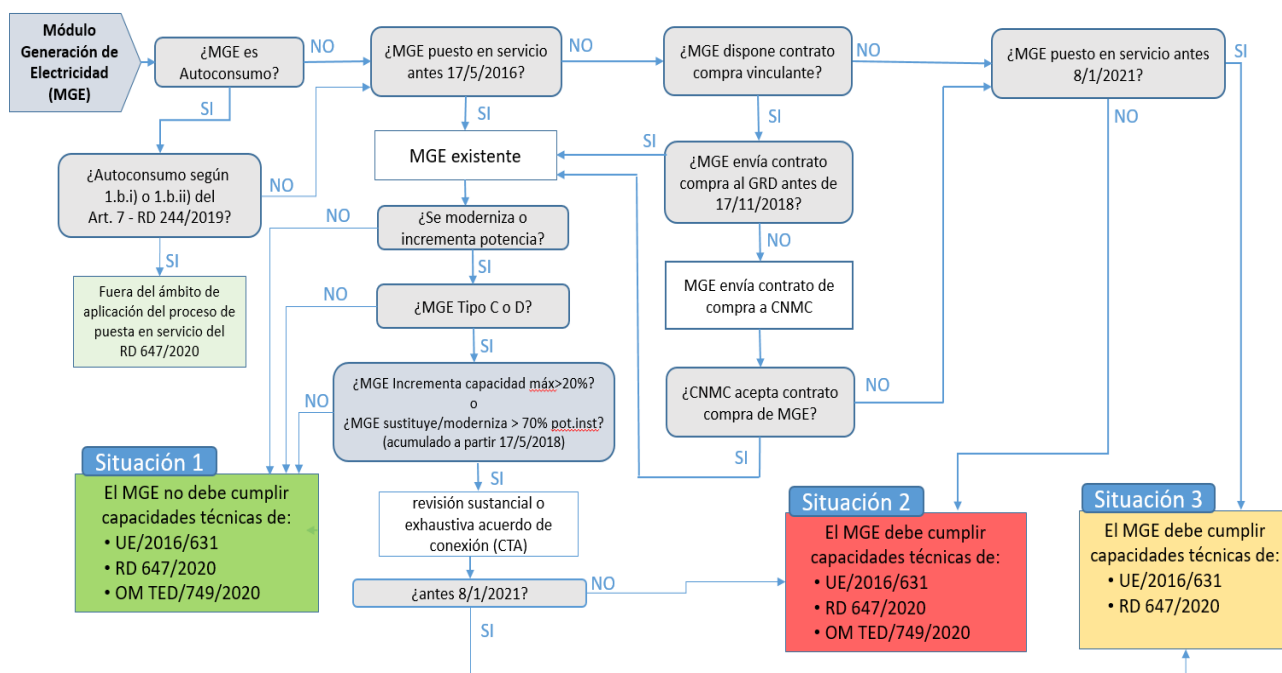 Módulo
Generación de
Electricidad
(MGE)
¿MGE es
Autoconsumo?
NO
¿MGE puesto en servicio
antes 17/5/2016?
NO
¿MGE dispone contrato
compra vinculante?
NO
¿MGE puesto en servicio antes
8/1/2021?
SI
SI
SI
SI
NO
¿Autoconsumo según
1.b.i) o 1.b.ii) del
Art. 7 - RD 244/2019?
NO
MGE existente
SI
¿MGE envía contrato
compra al GRD antes de
17/11/2018?
NO
¿Se moderniza o
incrementa potencia?
NO
SI
SI
Fuera del ámbito de
aplicación del proceso de
puesta en servicio del
RD 647/2020
NO
¿MGE Tipo C o D?
MGE envía contrato de
compra a CNMC
SI
NO
¿MGE Incrementa capacidad máx>20%?
o
¿MGE sustituye/moderniza > 70% pot.inst?
(acumulado a partir 17/5/2018)
¿CNMC acepta contrato
compra de MGE?
NO
SI
SI
Situación 1
El MGE no debe cumplir
capacidades técnicas de:
• UE/2016/631
• RD 647/2020
• OM TED/749/2020
revisión sustancial o
exhaustiva acuerdo de
conexión (CTA)
¿antes 8/1/2021?
NO
SI
Situación 2
El MGE debe cumplir
capacidades técnicas de:
• UE/2016/631
• RD 647/2020
• OM TED/749/2020
Situación 3
El MGE debe cumplir
capacidades técnicas de:
• UE/2016/631
• RD 647/2020